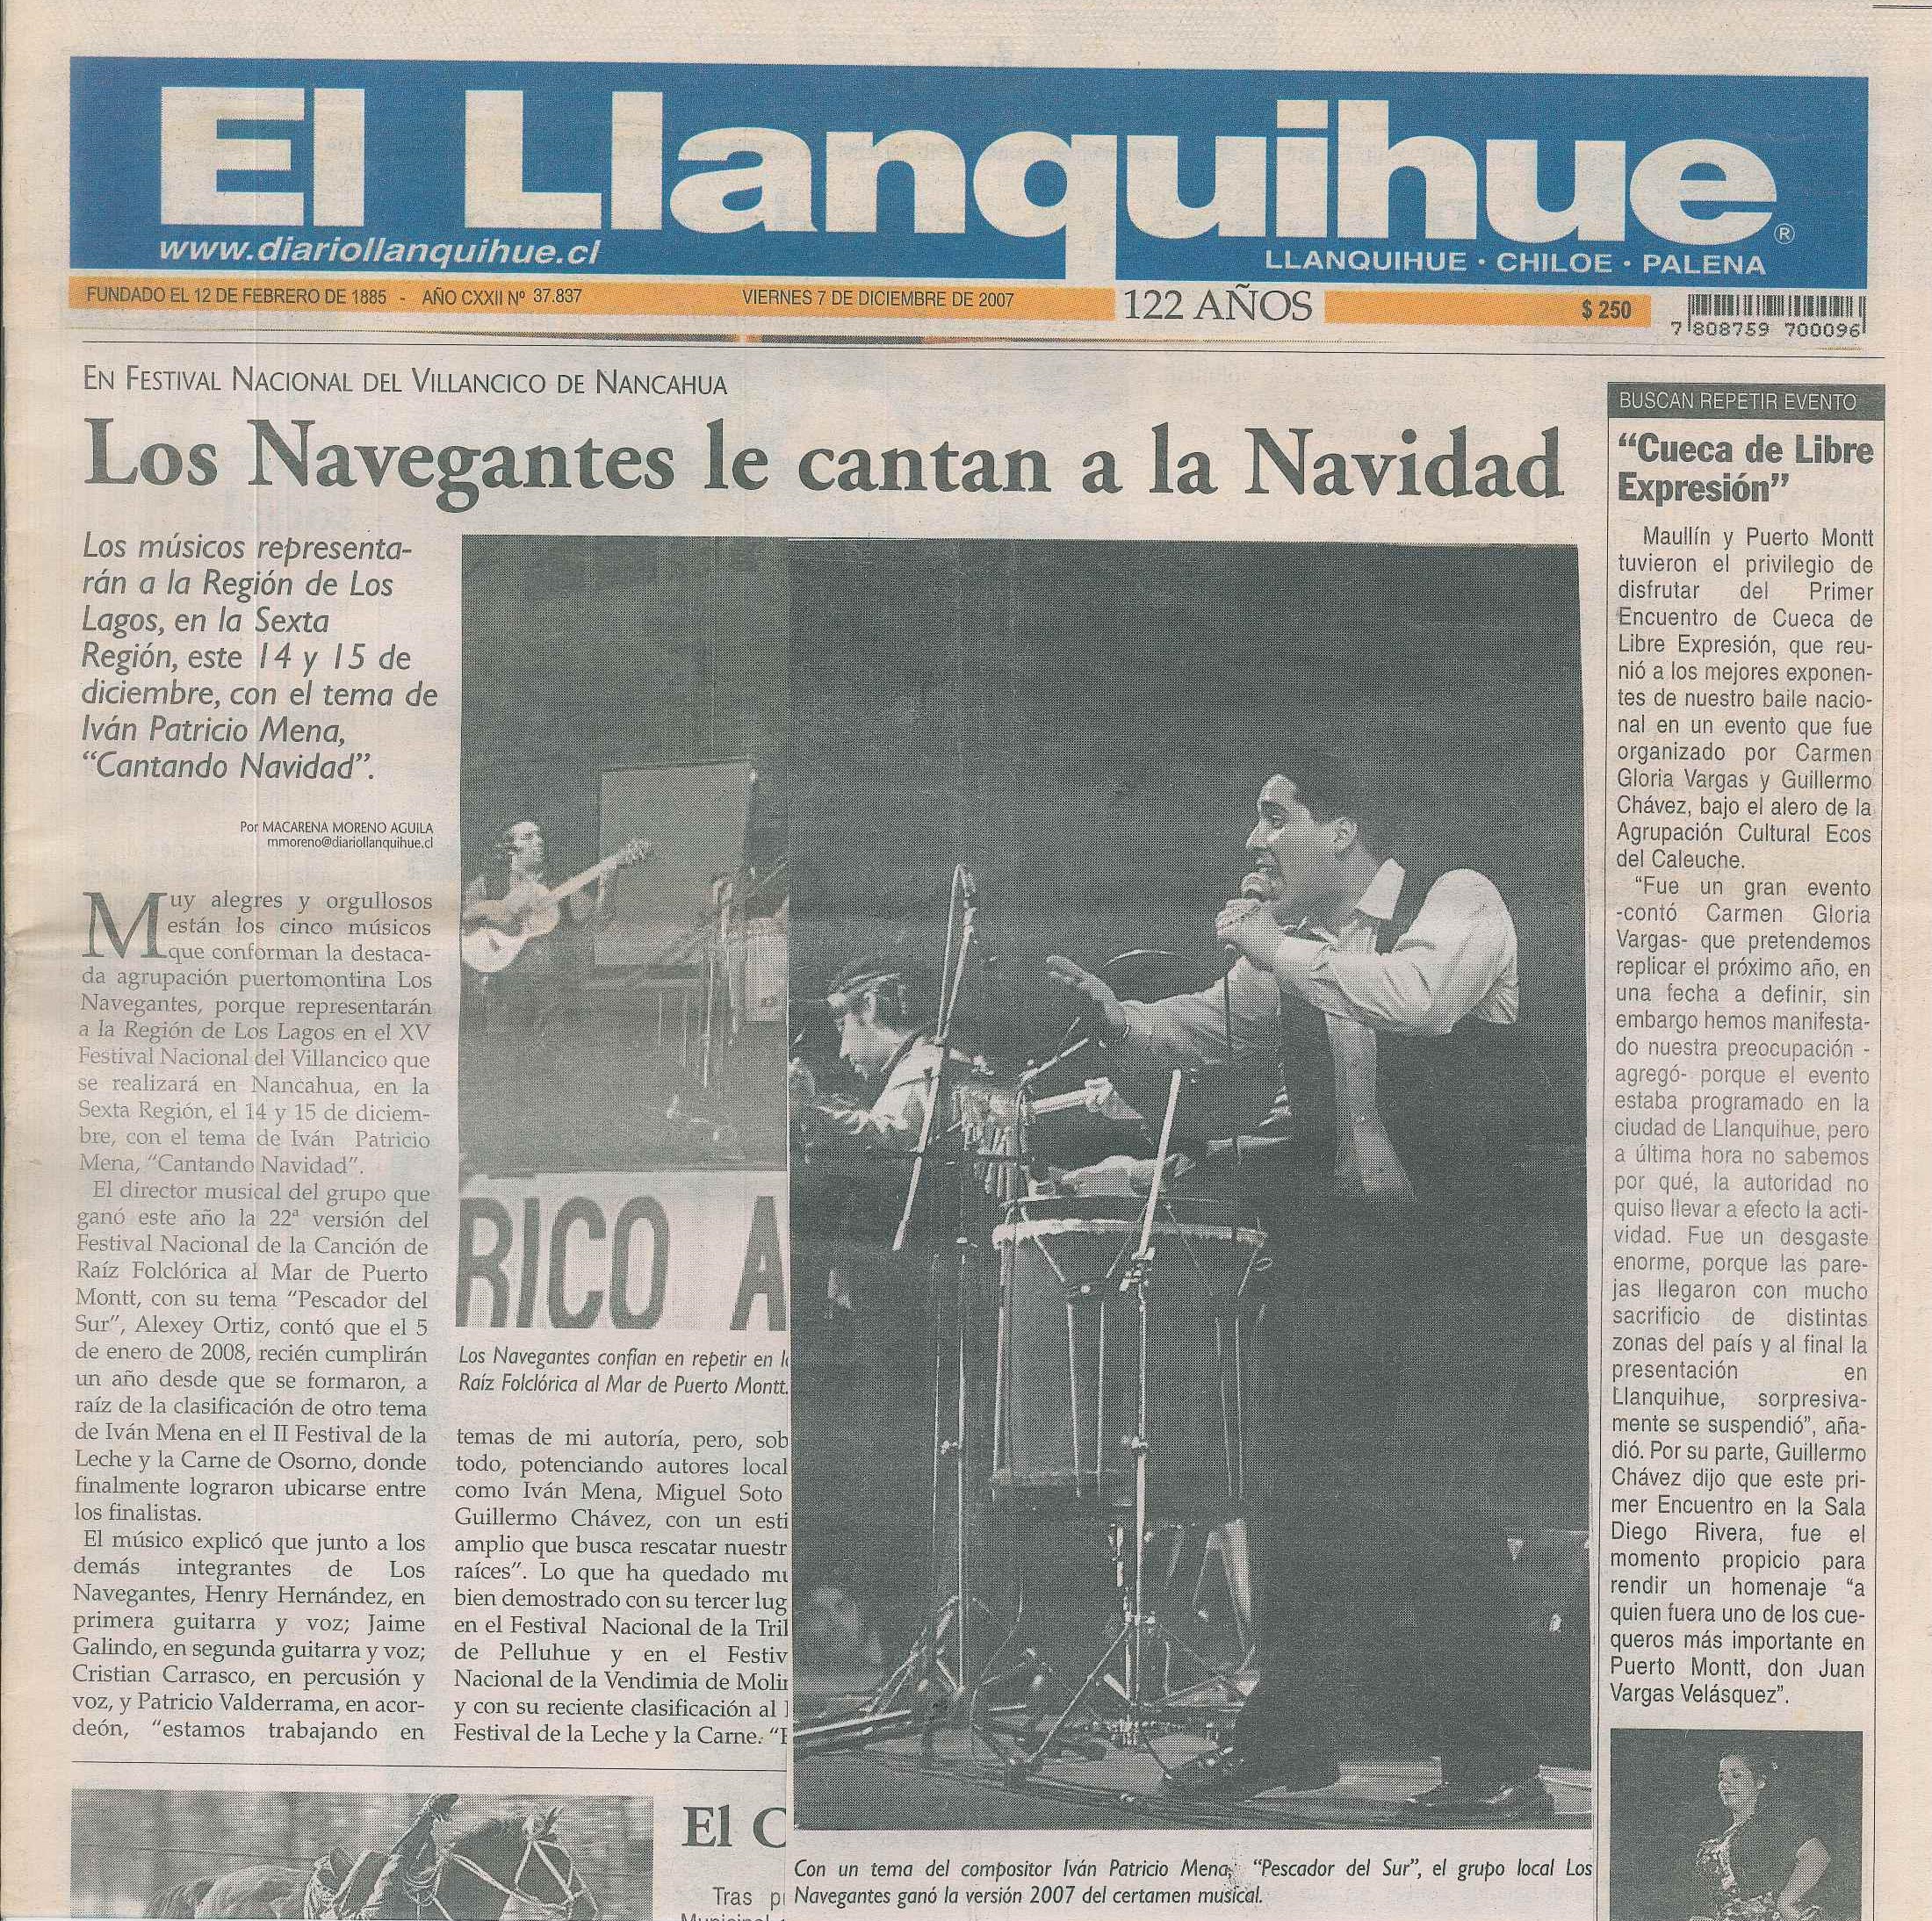 El Llanquihue®
www.diariollanquihue.cl
LLANQUIHUE · CHILOE · PALENA
FUNDADO EL 12 DE FEBRERO DE 1885 - AÑO CXXII Nº 37.837
VIERNES 7 DE DICIEMBRE DE 2007
122 AÑOS
$ 250
7 808759 700096
EN FESTIVAL NACIONAL DEL VILLANCICO DE NANCAHUA
Los Navegantes le cantan a la Navidad
Los músicos representa-
rán a la Región de Los
Lagos, en la Sexta
Región, este 14 y 15 de
diciembre, con el tema de
Iván Patricio Mena,
“Cantando Navidad”.
Por MACARENA MORENO AGUILA
mmoreno@diariollanquihue.cl
Muy alegres y orgullosos
están los cinco músicos
que conforman la destaca-
da agrupación puertomontina Los
Navegantes, porque representarán
a la Región de Los Lagos en el XV
Festival Nacional del Villancico que
se realizará en Nancahua, en la
Sexta Región, el 14 y 15 de diciem-
bre, con el tema de Iván Patricio
Mena, “Cantando Navidad”.
El director musical del grupo que
ganó este año la 22ª versión del
Festival Nacional de la Canción de
Raíz Folclórica al Mar de Puerto
Montt, con su tema “Pescador del
Sur”, Alexey Ortiz, contó que el 5
de enero de 2008, recién cumplirán
un año desde que se formaron, a
raíz de la clasificación de otro tema
de Iván Mena en el II Festival de la
Leche y la Carne de Osorno, donde
finalmente lograron ubicarse entre
los finalistas.
El músico explicó que junto a los
demás integrantes de Los
Navegantes, Henry Hernández, en
primera guitarra y voz; Jaime
Galindo, en segunda guitarra y voz;
Cristian Carrasco, en percusión y
voz, y Patricio Valderrama, en acor-
deón, “estamos trabajando en
RICO A
Los Navegantes confían en repetir en l
Raíz Folclórica al Mar de Puerto Montt.
temas de mi autoría, pero, sob
todo, potenciando autores local
como Iván Mena, Miguel Soto
Guillermo Chávez, con un esti
amplio que busca rescatar nuestr
raíces”. Lo que ha quedado mu
bien demostrado con su tercer lug
en el Festival Nacional de la Tril
de Pelluhue y en el Festiv
Nacional de la Vendimia de Molin
y con su reciente clasificación al
Festival de la Leche y la Carne. “
El C
Tras p
Municipal
Con un tema del compositor Iván Patricio Mena, “Pescador del Sur”, el grupo local Los
Navegantes ganó la versión 2007 del certamen musical.
BUSCAN REPETIR EVENTO
“Cueca de Libre
Expresión”
Maullín y Puerto Montt
tuvieron el privilegio de
disfrutar del Primer
Encuentro de Cueca de
Libre Expresión, que reu-
nió a los mejores exponen-
tes de nuestro baile nacio-
nal en un evento que fue
organizado por Carmen
Gloria Vargas y Guillermo
Chávez, bajo el alero de la
Agrupación Cultural Ecos
del Caleuche.
“Fue un gran evento
-contó Carmen Gloria
Vargas- que pretendemos
replicar el próximo año, en
una fecha a definir, sin
embargo hemos manifesta-
do nuestra preocupación -
agregó- porque el evento
estaba programado en la
ciudad de Llanquihue, pero
a última hora no sabemos
por qué, la autoridad no
quiso llevar a efecto la acti-
vidad. Fue un desgaste
enorme, porque las pare-
jas llegaron con mucho
sacrificio de distintas
zonas del país y al final la
presentación en
Llanquihue, sorpresiva-
mente se suspendió”, aña-
dió. Por su parte, Guillermo
Chávez dijo que este pri-
mer Encuentro en la Sala
Diego Rivera, fue el
momento propicio para
rendir un homenaje “a
quien fuera uno de los cue-
queros más importante en
Puerto Montt, don Juan
Vargas Velásquez”.